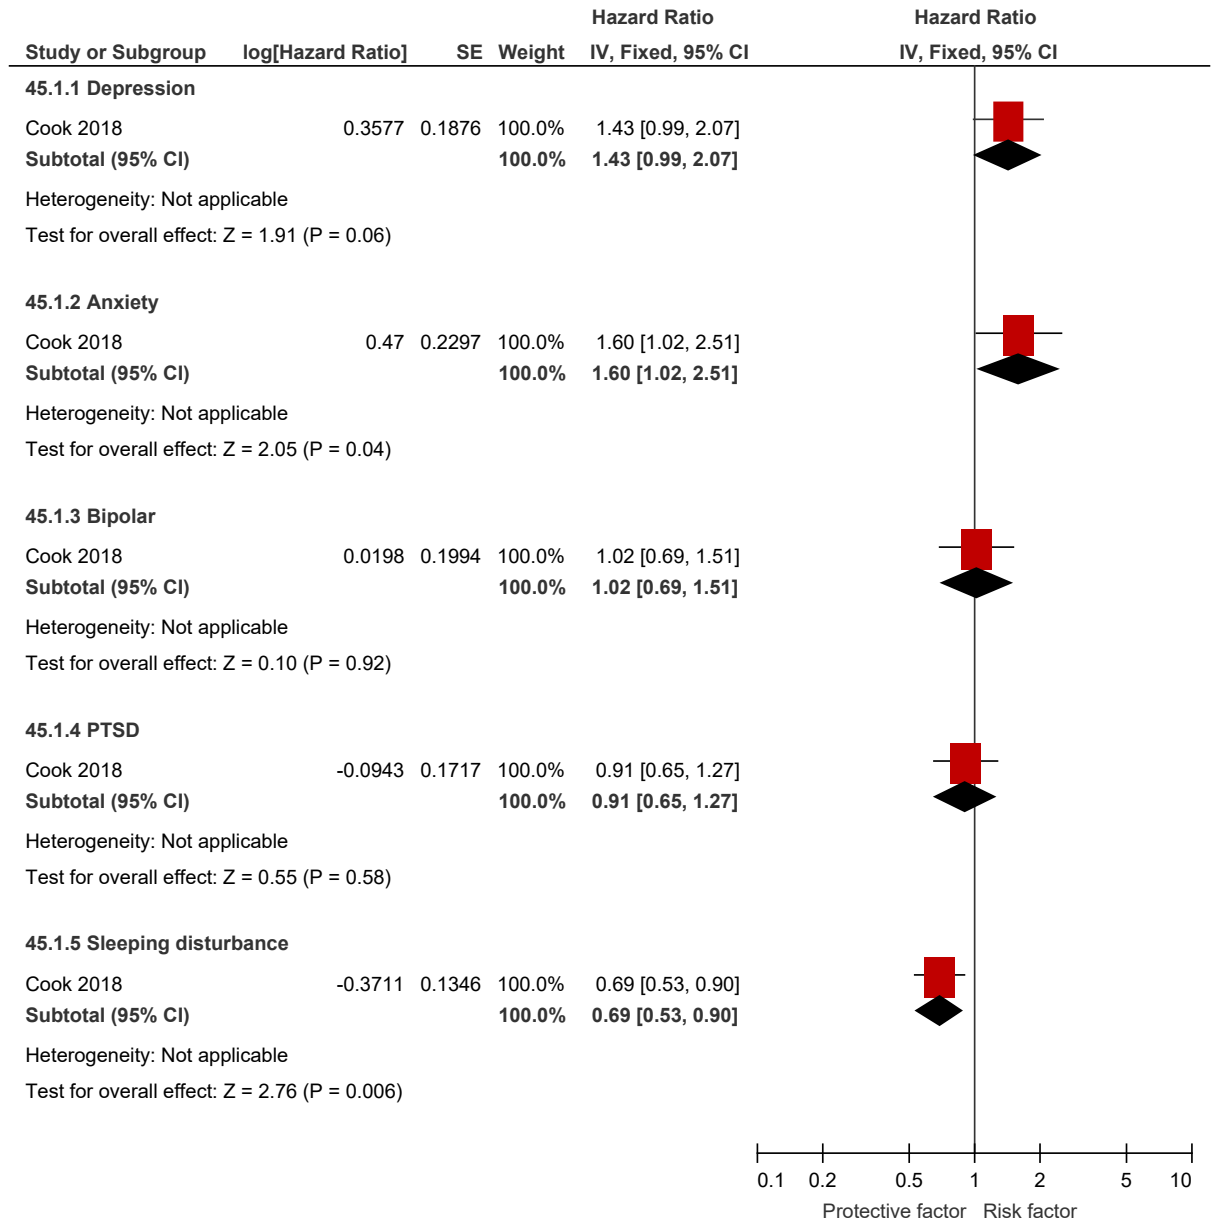 Hazard Ratio Hazard Ratio
Study or Subgroup log[Hazard Ratio] SE Weight IV, Fixed, 95% CI IV, Fixed, 95% CI
45.1.1 Depression
Cook 2018 0.3577 0.1876 100.0% 1.43 [0.99, 2.07]
Subtotal (95% CI) 100.0% 1.43 [0.99, 2.07]
Heterogeneity: Not applicable
Test for overall effect: Z = 1.91 (P = 0.06)
45.1.2 Anxiety
Cook 2018 0.47 0.2297 100.0% 1.60 [1.02, 2.51]
Subtotal (95% CI) 100.0% 1.60 [1.02, 2.51]
Heterogeneity: Not applicable
Test for overall effect: Z = 2.05 (P = 0.04)
45.1.3 Bipolar
Cook 2018 0.0198 0.1994 100.0% 1.02 [0.69, 1.51]
Subtotal (95% CI) 100.0% 1.02 [0.69, 1.51]
Heterogeneity: Not applicable
Test for overall effect: Z = 0.10 (P = 0.92)
45.1.4 PTSD
Cook 2018 -0.0943 0.1717 100.0% 0.91 [0.65, 1.27]
Subtotal (95% CI) 100.0% 0.91 [0.65, 1.27]
Heterogeneity: Not applicable
Test for overall effect: Z = 0.55 (P = 0.58)
45.1.5 Sleeping disturbance
Cook 2018 -0.3711 0.1346 100.0% 0.69 [0.53, 0.90]
Subtotal (95% CI) 100.0% 0.69 [0.53, 0.90]
Heterogeneity: Not applicable
Test for overall effect: Z = 2.76 (P = 0.006)
0.1 0.2 0.5 1 2 5 10
Protective factor Risk factor